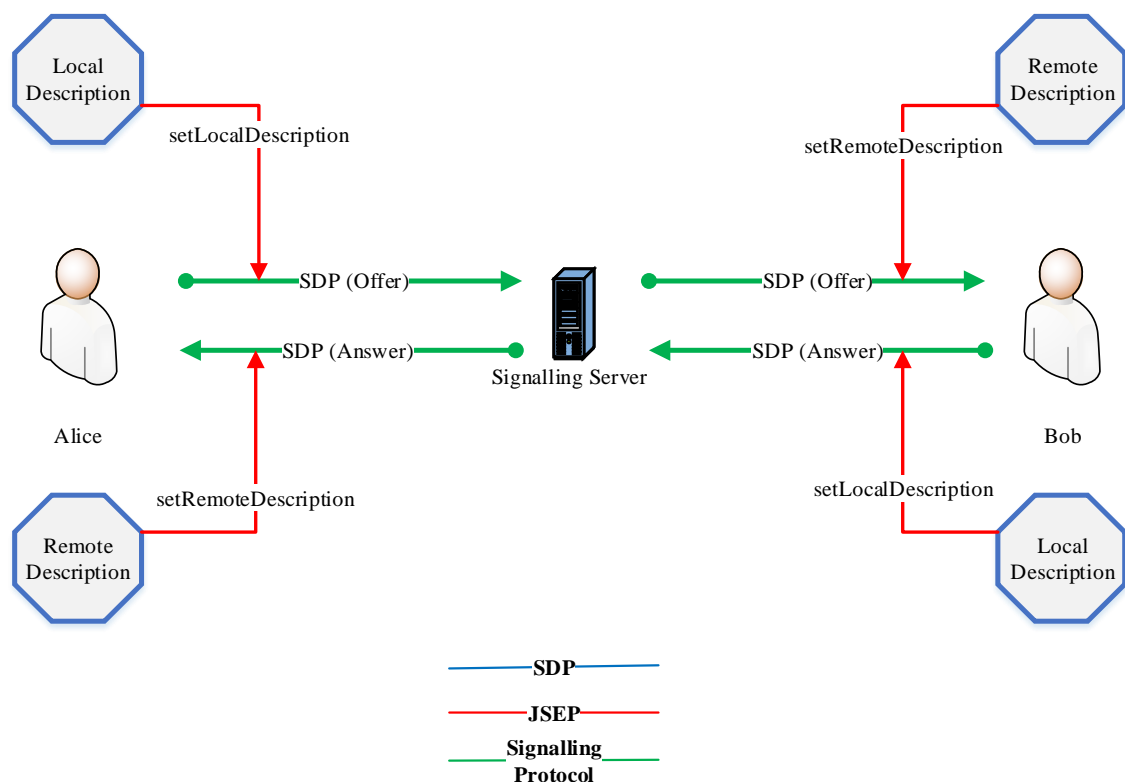 Local
Description
Remote
Description
setLocalDescription
setRemoteDescription
SDP (Offer)
SDP (Offer)
SDP (Answer)
SDP (Answer)
Signalling Server
Alice
Bob
setRemoteDescription
setLocalDescription
Remote
Description
Local
Description
SDP
JSEP
Signalling
Protocol